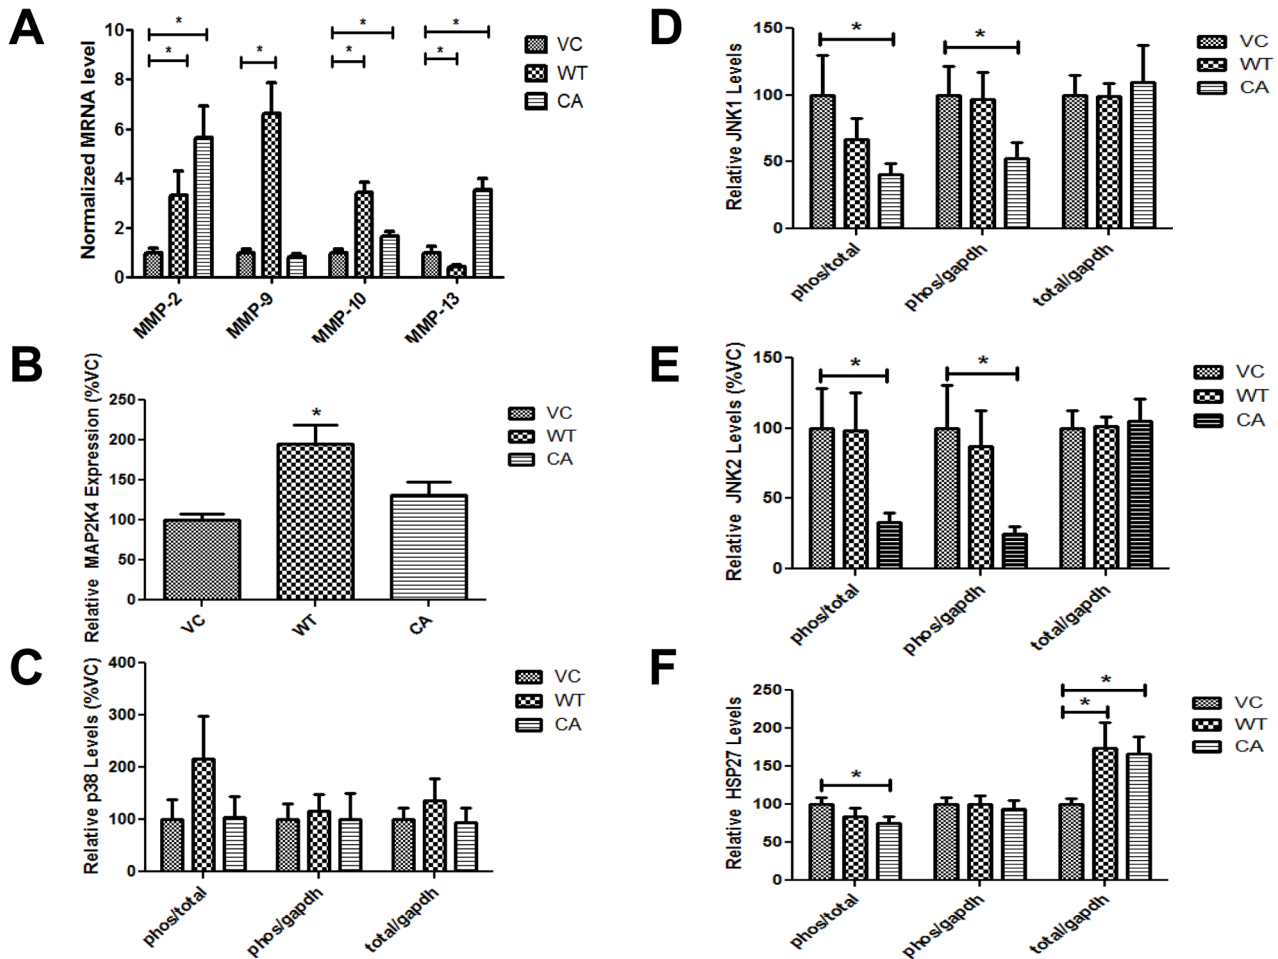 A
Normalized MRNA level
10
8
6
4
2
0
* * * * * * *
VC
WT
CA
MMP-2 MMP-9 MMP-10 MMP-13
B
Relative MAP2K4 Expression (%VC)
250
200
150
100
50
0
*
VC
WT
CA
VC WT CA
C
Relative p38 Levels (%VC)
400
300
200
100
0
VC
WT
CA
phos/total phos/gapdh total/gapdh
D
Relative JNK1 Levels
150
100
50
0
* *
VC
WT
CA
phos/total phos/gapdh total/gapdh
E
Relative JNK2 Levels (%VC)
150
100
50
0
* *
VC
WT
CA
phos/total phos/gapdh total/gapdh
F
Relative HSP27 Levels
250
200
150
100
50
0
* * *
VC
WT
CA
phos/total phos/gapdh total/gapdh